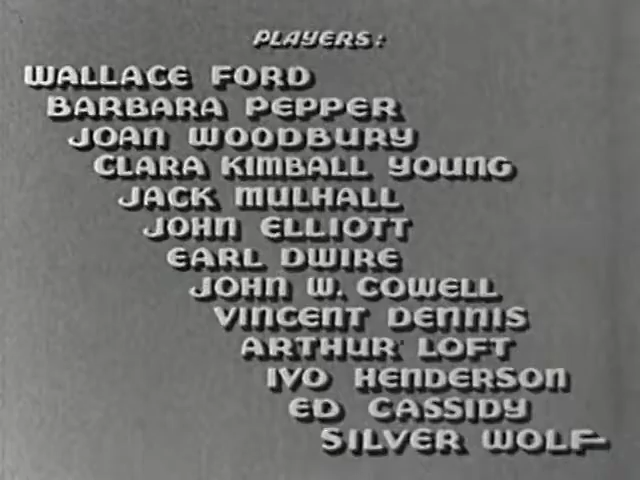 PLAYERS:
WALLACE FORD
BARBARA PEPPER
JOAN WOODBURY
CLARA KIMBALL YOUNG
JACK MULHALL
JOHN ELLIOTT
EARL DWIRE
JOHN W. COWELL
VINCENT DENNIS
ARTHUR LOFT
IVO HENDERSON
ED CASSIDY
SILVER WOLF